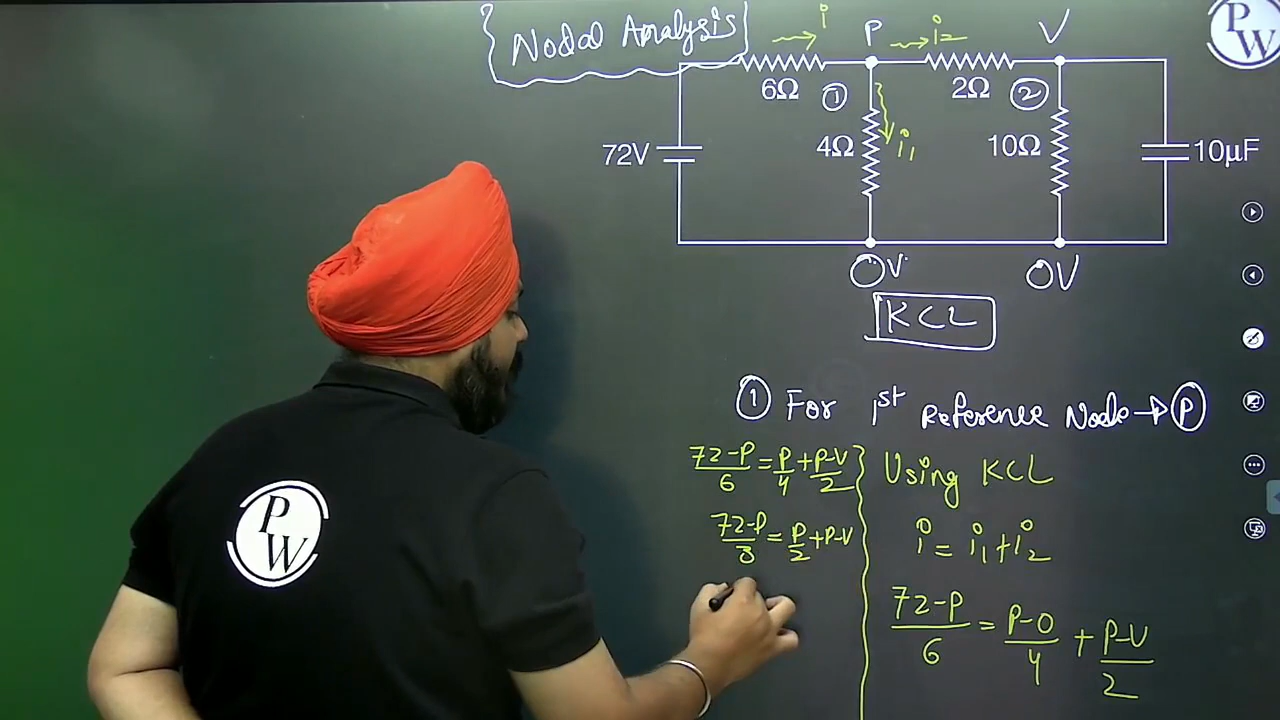 Nodal Analysis
i
P
i2
V
P
W
6Ω
①
2Ω
②
72V
4Ω
i1
10Ω
10µF
0V
0V
KCL
① For 1st Reference Node → P
72-P/6 = P/4 + P-V/2
Using KCL
72-P/3 = P/2 + P-V
i = i1 + i2
72-P/6 = P-0/4 + P-V/2
P
W